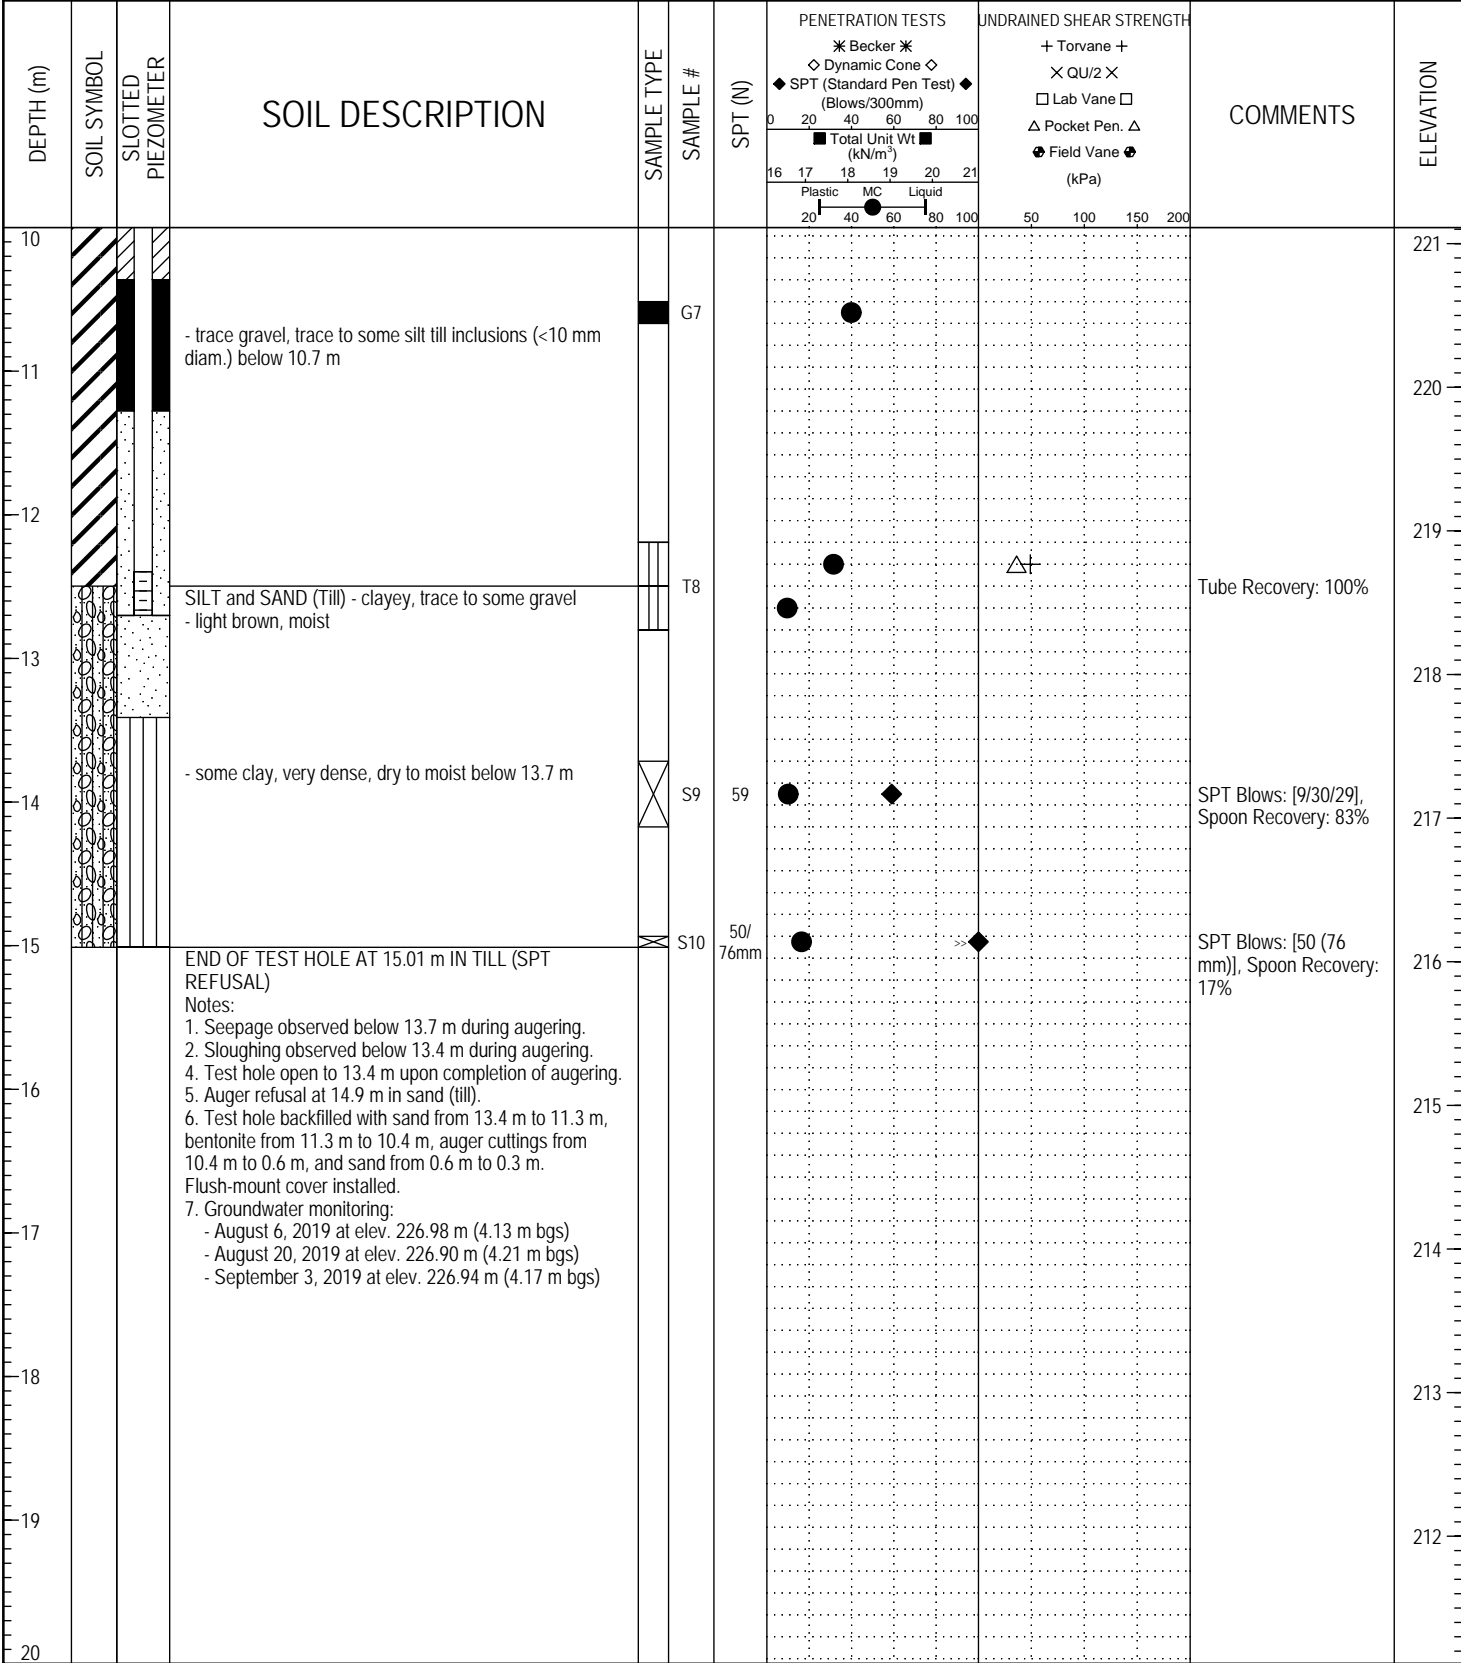 DEPTH (m)
SOIL SYMBOL
SLOTTED
PIEZOMETER
SOIL DESCRIPTION
SAMPLE TYPE
SAMPLE #
SPT (N)
PENETRATION TESTS
✳ Becker ✳
◇ Dynamic Cone ◇
◆ SPT (Standard Pen Test) ◆
(Blows/300mm)
0 20 40 60 80 100
■ Total Unit Wt ■
(kN/m³)
16 17 18 19 20 21
Plastic MC Liquid
20 40 60 80 100
UNDRAINED SHEAR STRENGTH
+ Torvane +
× QU/2 ×
□ Lab Vane □
△ Pocket Pen. △
Field Vane
(kPa)
50 100 150 200
COMMENTS
ELEVATION
10
221
G7
- trace gravel, trace to some silt till inclusions (<10 mm
diam.) below 10.7 m
11
220
12
219
T8
Tube Recovery: 100%
SILT and SAND (Till) - clayey, trace to some gravel
- light brown, moist
13
218
- some clay, very dense, dry to moist below 13.7 m
14
S9
59
SPT Blows: [9/30/29],
Spoon Recovery: 83%
217
15
S10
50/
76mm
>>
SPT Blows: [50 (76
mm)], Spoon Recovery:
17%
216
END OF TEST HOLE AT 15.01 m IN TILL (SPT
REFUSAL)
Notes:
1. Seepage observed below 13.7 m during augering.
2. Sloughing observed below 13.4 m during augering.
4. Test hole open to 13.4 m upon completion of augering.
5. Auger refusal at 14.9 m in sand (till).
6. Test hole backfilled with sand from 13.4 m to 11.3 m,
bentonite from 11.3 m to 10.4 m, auger cuttings from
10.4 m to 0.6 m, and sand from 0.6 m to 0.3 m.
Flush-mount cover installed.
7. Groundwater monitoring:
- August 6, 2019 at elev. 226.98 m (4.13 m bgs)
- August 20, 2019 at elev. 226.90 m (4.21 m bgs)
- September 3, 2019 at elev. 226.94 m (4.17 m bgs)
16
215
17
214
18
213
19
212
20